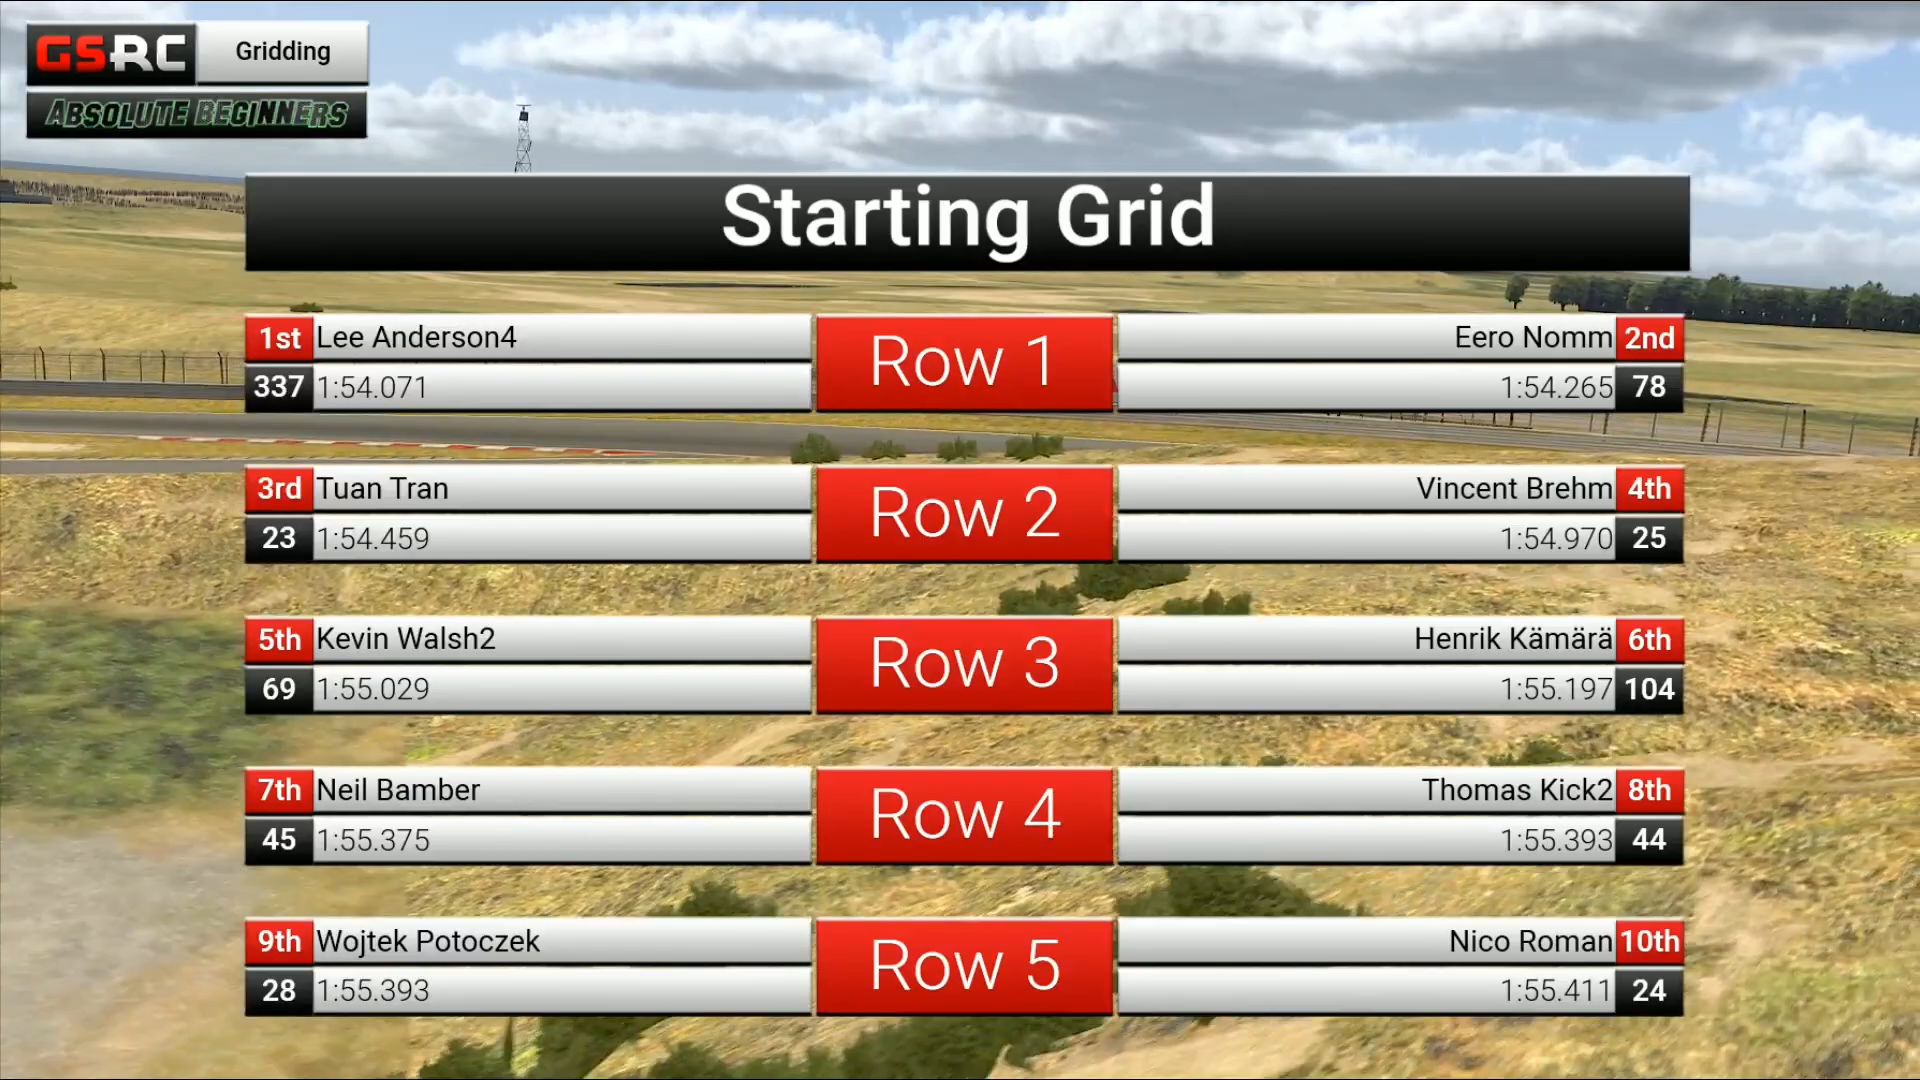 GSRC
Gridding
ABSOLUTE BEGINNERS
Starting Grid
1st Lee Anderson4
337 1:54.071
Row 1
Eero Nomm 2nd
1:54.265 78
3rd Tuan Tran
23 1:54.459
Row 2
Vincent Brehm 4th
1:54.970 25
5th Kevin Walsh2
69 1:55.029
Row 3
Henrik Kämärä 6th
1:55.197 104
7th Neil Bamber
45 1:55.375
Row 4
Thomas Kick2 8th
1:55.393 44
9th Wojtek Potoczek
28 1:55.393
Row 5
Nico Roman 10th
1:55.411 24